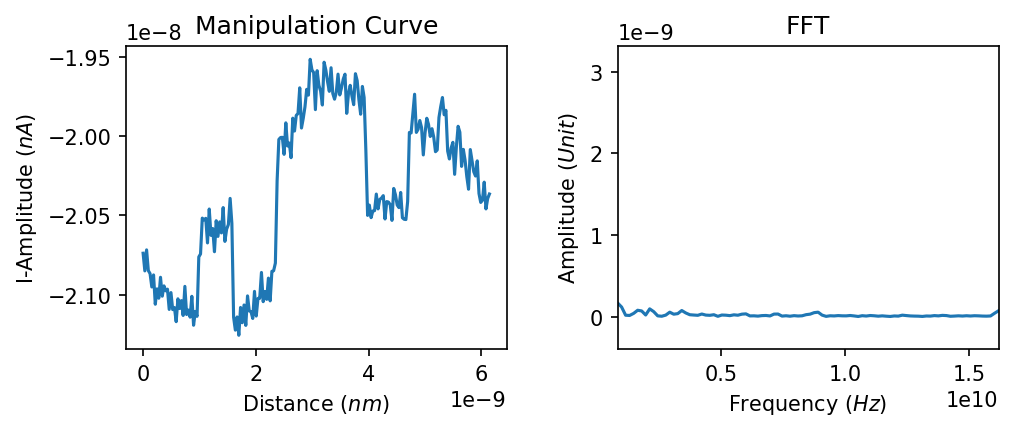 Manipulation Curve
1e−8
I-Amplitude (nA)
−1.95
−2.00
−2.05
−2.10
0 2 4 6
1e−9
Distance (nm)
FFT
1e−9
Amplitude (Unit)
3
2
1
0
0.5 1.0 1.5
1e10
Frequency (Hz)